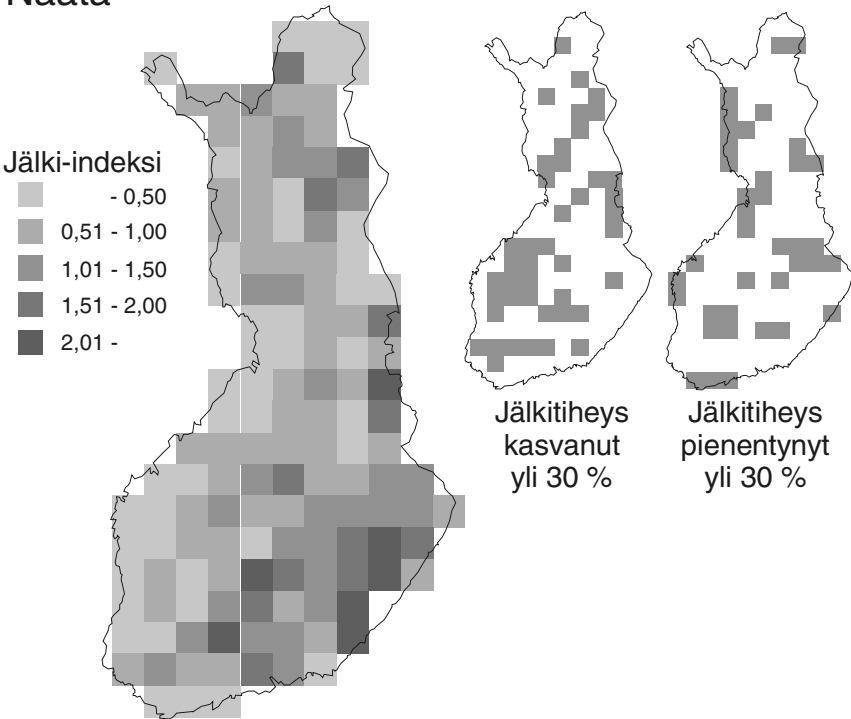 Näätä
Jälki-indeksi
- 0,50
0,51 - 1,00
1,01 - 1,50
1,51 - 2,00
2,01 -
Jälkitiheys
kasvanut
yli 30 %
Jälkitiheys
pienentynyt
yli 30 %